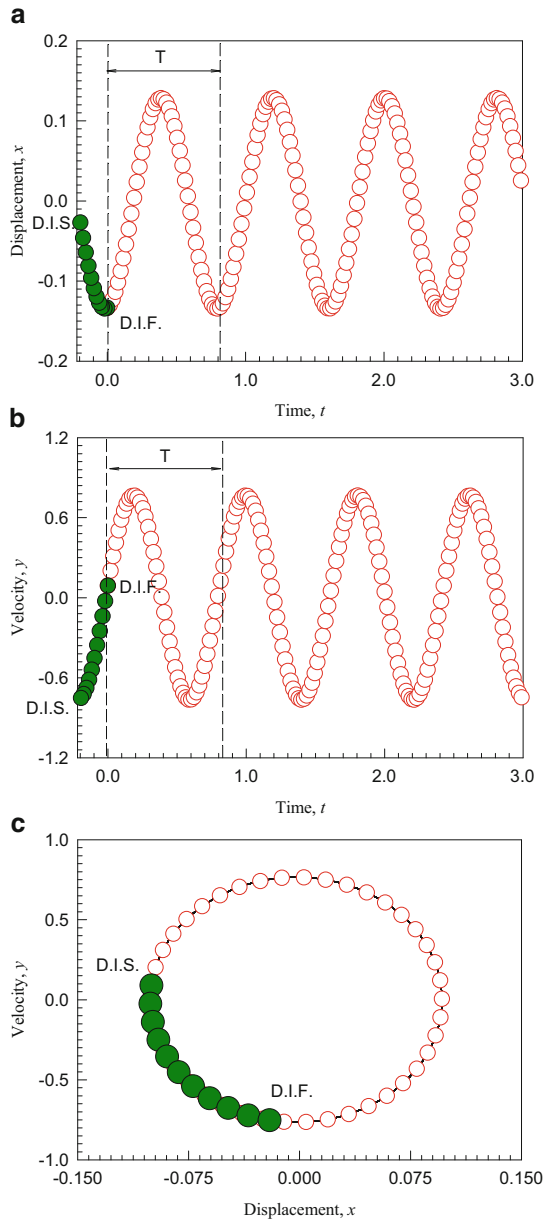 a
T
0.2
0.1
0.0
-0.1
-0.2
Displacement, x
D.I.S.
D.I.F.
0.0
1.0
2.0
3.0
Time, t
b
T
1.2
0.6
0.0
-0.6
-1.2
Velocity, y
D.I.F.
D.I.S.
0.0
1.0
2.0
3.0
Time, t
c
1.0
0.5
0.0
-0.5
-1.0
Velocity, y
D.I.S.
D.I.F.
-0.150
-0.075
0.000
0.075
0.150
Displacement, x